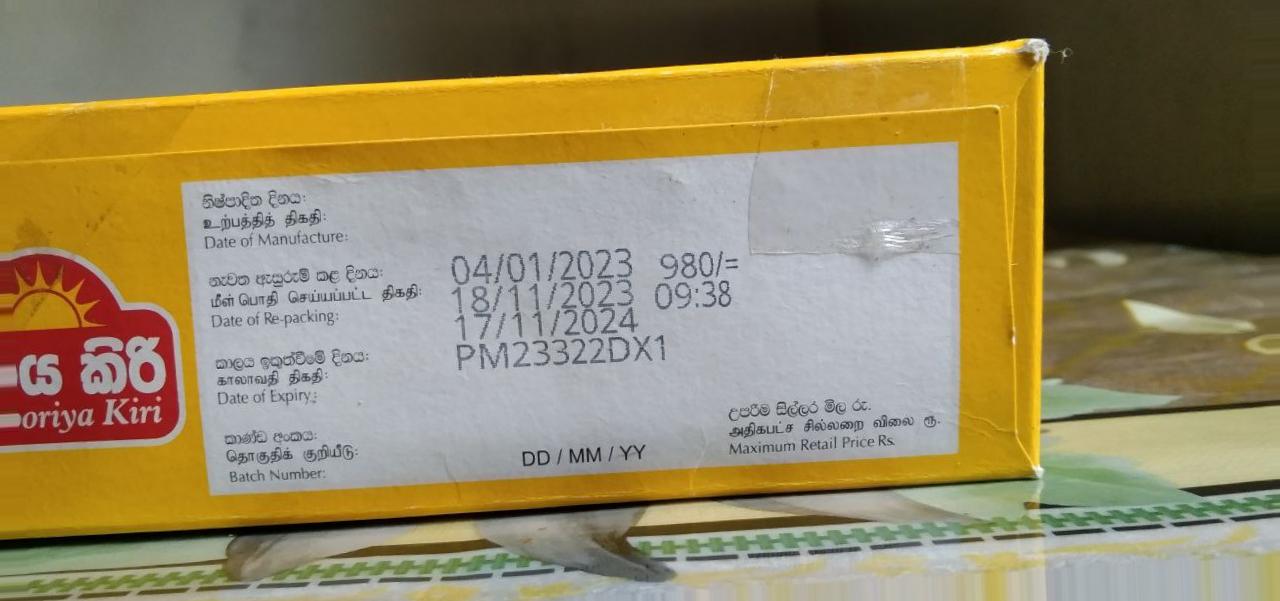 නිෂ්පාදිත දිනය:
உற்பத்தித் திகதி:
Date of Manufacture:
නැවත ඇසුරුම් කළ දිනය:
மீள் பொதி செய்யப்பட்ட திகதி:
Date of Re-packing:
කාලය ඉකුත්වීමේ දිනය:
காலாவதி திகதி:
Date of Expiry:
කාණ්ඩ අංකය:
தொகுதிக் குறியீடு:
Batch Number:
04/01/2023 980/=
18/11/2023 09:38
17/11/2024
PM23322DX1
DD / MM / YY
උපරිම සිල්ලර මිල රු.
அதிகபட்ச சில்லறை விலை ரூ.
Maximum Retail Price Rs.
ය කිරි
oriya Kiri